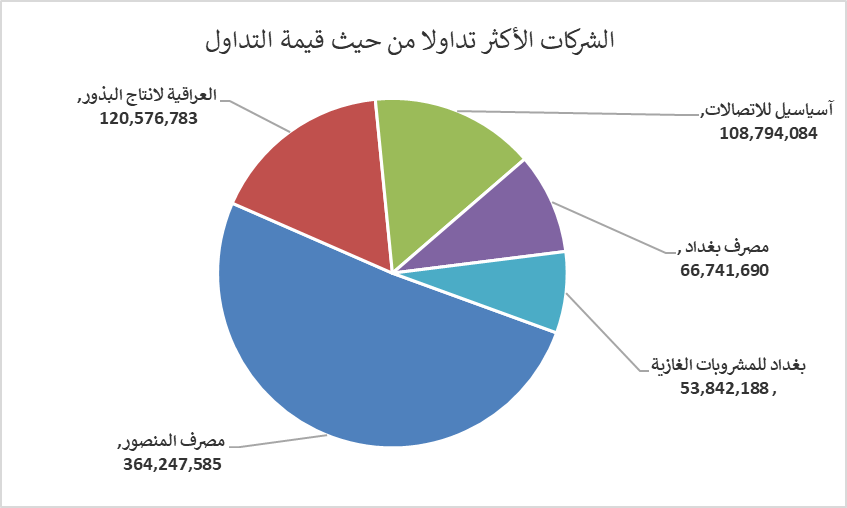 الشركات الأكثر تداولا من حيث قيمة التداول
آسياسيل للاتصالات,
108,794,084
مصرف بغداد ,
66,741,690
بغداد للمشروبات الغازية
, 53,842,188
مصرف المنصور,
364,247,585
العراقية لانتاج البذور,
120,576,783